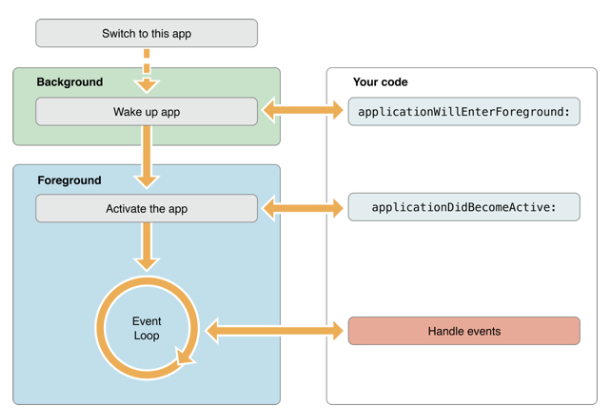 Switch to this app
Background
Your code
Wake up app
applicationWillEnterForeground:
Foreground
Activate the app
applicationDidBecomeActive:
Event
Loop
Handle events